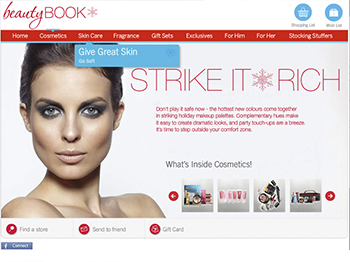 beautyBOOK
Shopping List
Wish List
Home Cosmetics Skin Care Fragrance Gift Sets Exclusives For Him For Her Stocking Stuffers
Give Great Skin
Go Soft
STRIKE IT RICH
Don't play it safe now - the hottest new colours come together
in striking holiday makeup palettes. Complementary hues make
it easy to create dramatic looks, and party touch-ups are a breeze.
It's time to step outside your comfort zone.
What's Inside Cosmetics!
Find a store
Send to friend
Gift Card
Connect